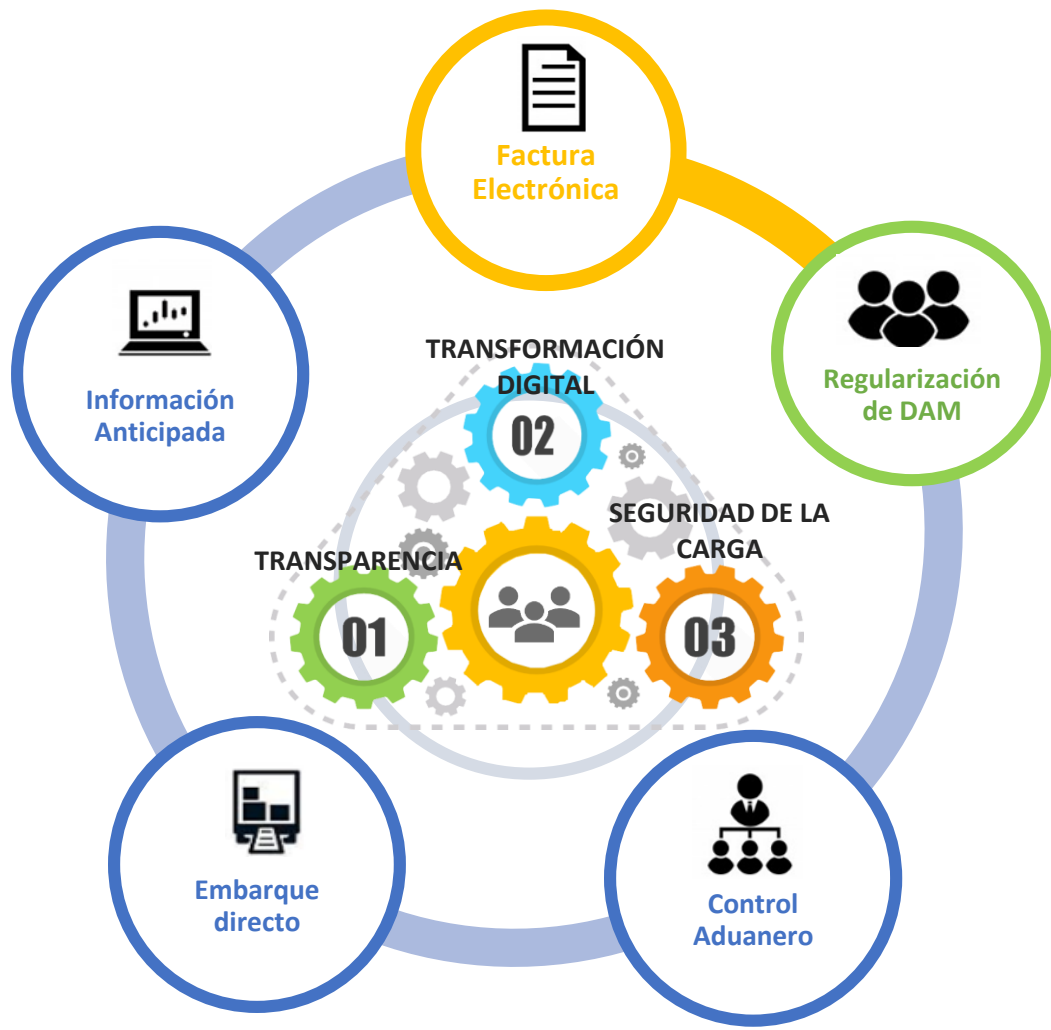 Factura
Electrónica
Regularización
de DAM
Información
Anticipada
TRANSFORMACIÓN
DIGITAL
02
SEGURIDAD DE LA
CARGA
03
TRANSPARENCIA
01
Embarque
directo
Control
Aduanero